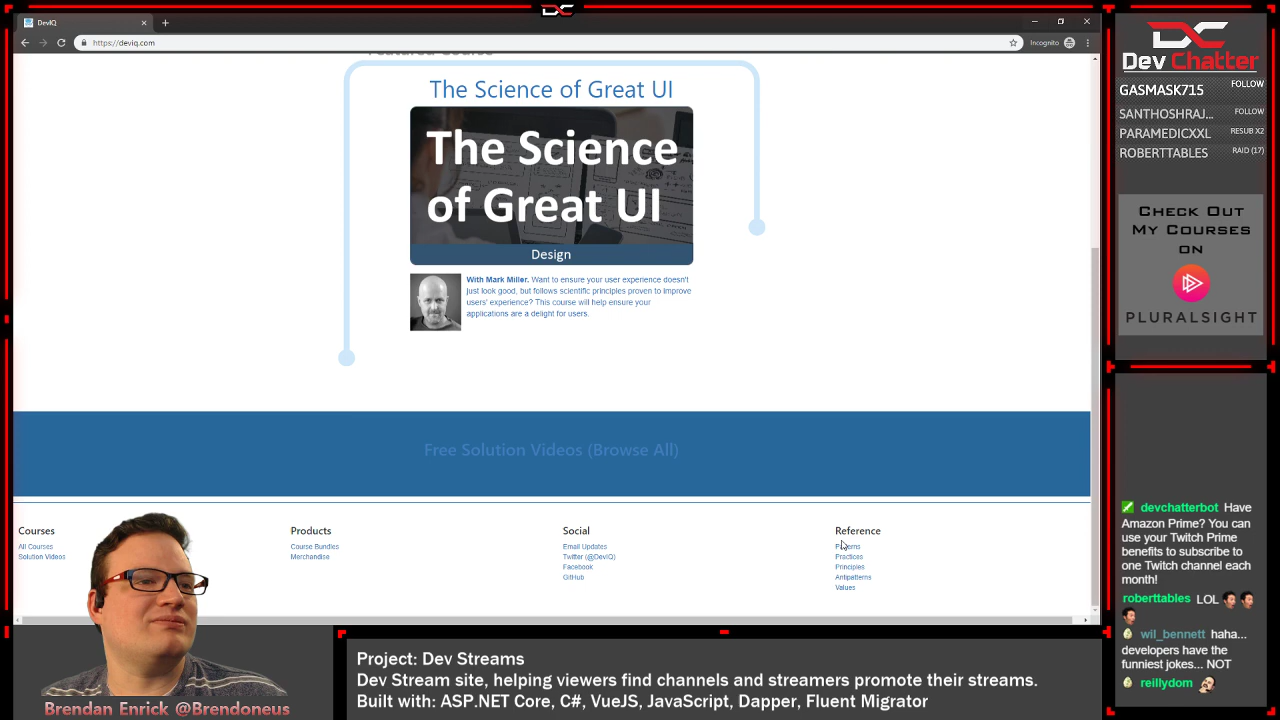 DevIQ
https://deviq.com
Incognito
Featured Course
The Science of Great UI
The Science
of Great UI
Design
With Mark Miller. Want to ensure your user experience doesn't
just look good, but follows scientific principles proven to improve
users' experience? This course will help ensure your
applications are a delight for users.
Free Solution Videos (Browse All)
Courses
All Courses
Solution Videos
Products
Course Bundles
Merchandise
Social
Email Updates
Twitter (@DevIQ)
Facebook
GitHub
Reference
Patterns
Practices
Principles
Antipatterns
Values
Brendan Enrick @Brendoneus
Project: Dev Streams
Dev Stream site, helping viewers find channels and streamers promote their streams.
Built with: ASP.NET Core, C#, VueJS, JavaScript, Dapper, Fluent Migrator
DC
Dev Chatter
GASMASK715 FOLLOW
SANTHOSHRAJ... FOLLOW
PARAMEDICXXL RESUB X2
ROBERTTABLES RAID (17)
CHECK OUT
MY COURSES
ON
PLURALSIGHT
devchatterbot Have
Amazon Prime? You can
use your Twitch Prime
benefits to subscribe to
one Twitch channel each
month!
roberttables LOL
wil_bennett haha...
developers have the
funniest jokes... NOT
reillydom